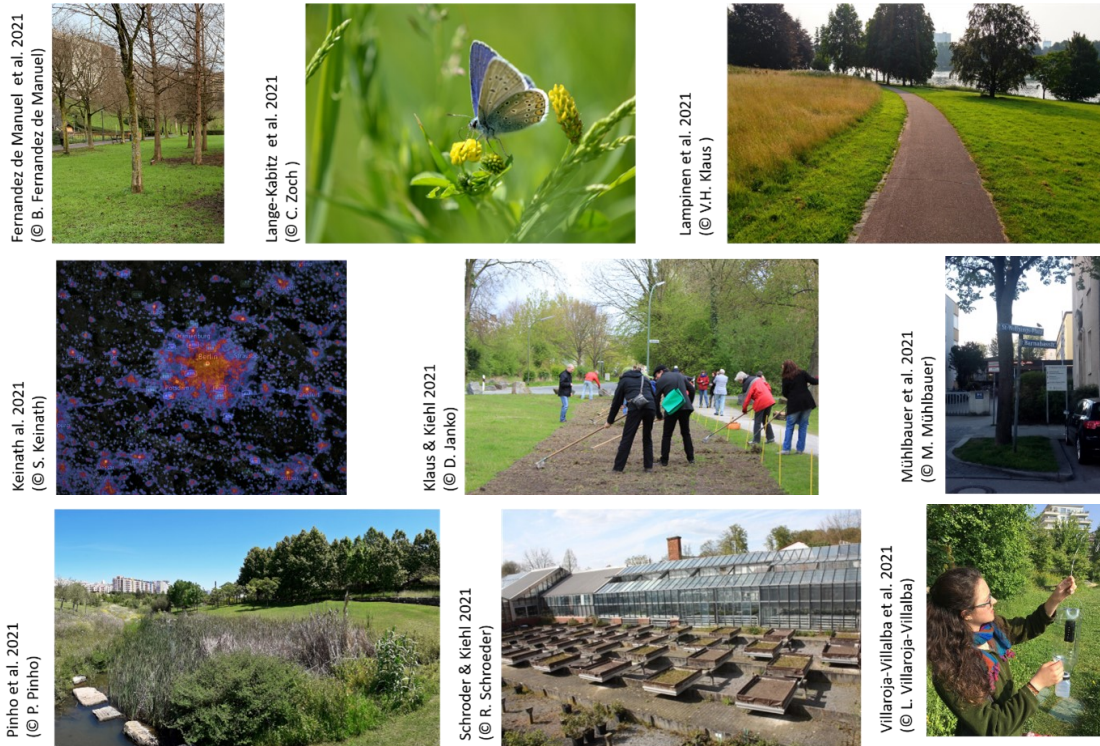 Fernandez de Manuel et al. 2021
(© B. Fernandez de Manuel)
Lange-Kabitz et al. 2021
(© C. Zoch)
Lampinen et al. 2021
(© V.H. Klaus )
Keinath al. 2021
(© S. Keinath)
Berlin
Klaus & Kiehl 2021
(© D. Janko)
Mühlbauer et al. 2021
(© M. Mühlbauer)
Pinho et al. 2021
(© P. Pinho)
Schroder & Kiehl 2021
(© R. Schroeder)
Villaroja-Villalba et al. 2021
(© L. Villaroja-Villalba)